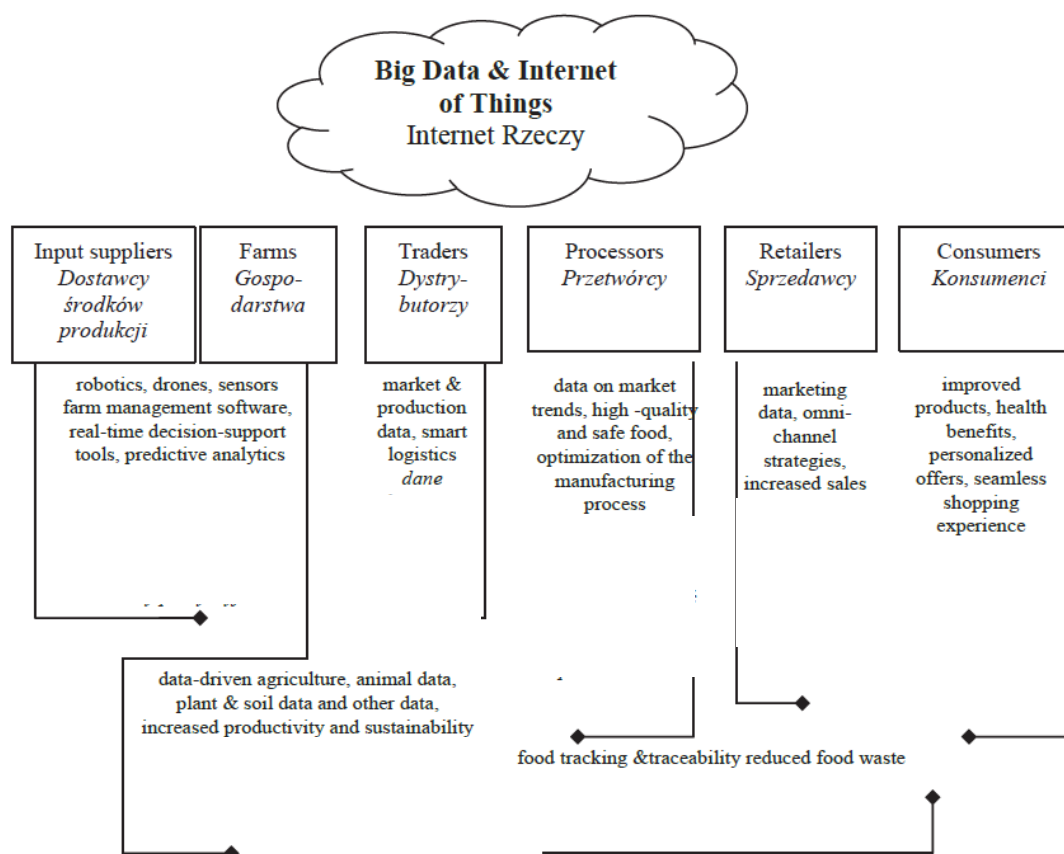 Big Data & Internet
of Things
Internet Rzeczy
Input suppliers
Dostawcy
środków
produkcji
Farms
Gospo-
darstwa
Traders
Dystry-
butorzy
Processors
Przetwórcy
Retailers
Sprzedawcy
Consumers
Konsumenci
robotics, drones, sensors
farm management software,
real-time decision-support
tools, predictive analytics
market &
production
data, smart
logistics
dane
data on market
trends, high -quality
and safe food,
optimization of the
manufacturing
process
marketing
data, omni-
channel
strategies,
increased sales
improved
products, health
benefits,
personalized
offers, seamless
shopping
experience
data-driven agriculture, animal data,
plant & soil data and other data,
increased productivity and sustainability
food tracking &traceability reduced food waste